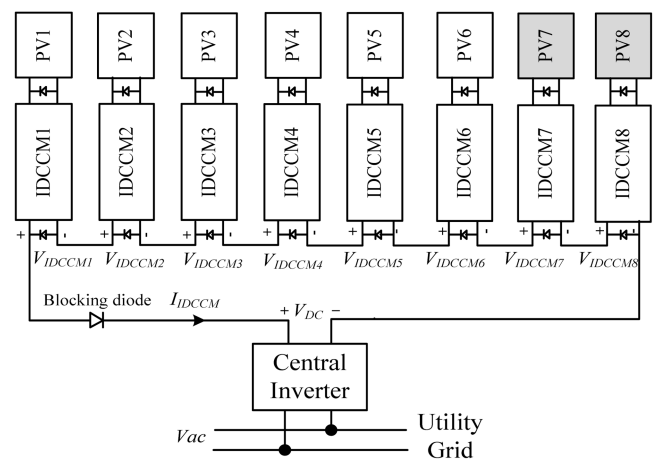 PV1 PV2 PV3 PV4 PV5 PV6 PV7 PV8
IDCCM1 IDCCM2 IDCCM3 IDCCM4 IDCCM5 IDCCM6 IDCCM7 IDCCM8
+ - + - + - + - + - + - + - + -
VIDCCM1 VIDCCM2 VIDCCM3 VIDCCM4 VIDCCM5 VIDCCM6 VIDCCM7 VIDCCM8
Blocking diode IIDCCM + VDC −
Central
Inverter
Utility
Vac
Grid